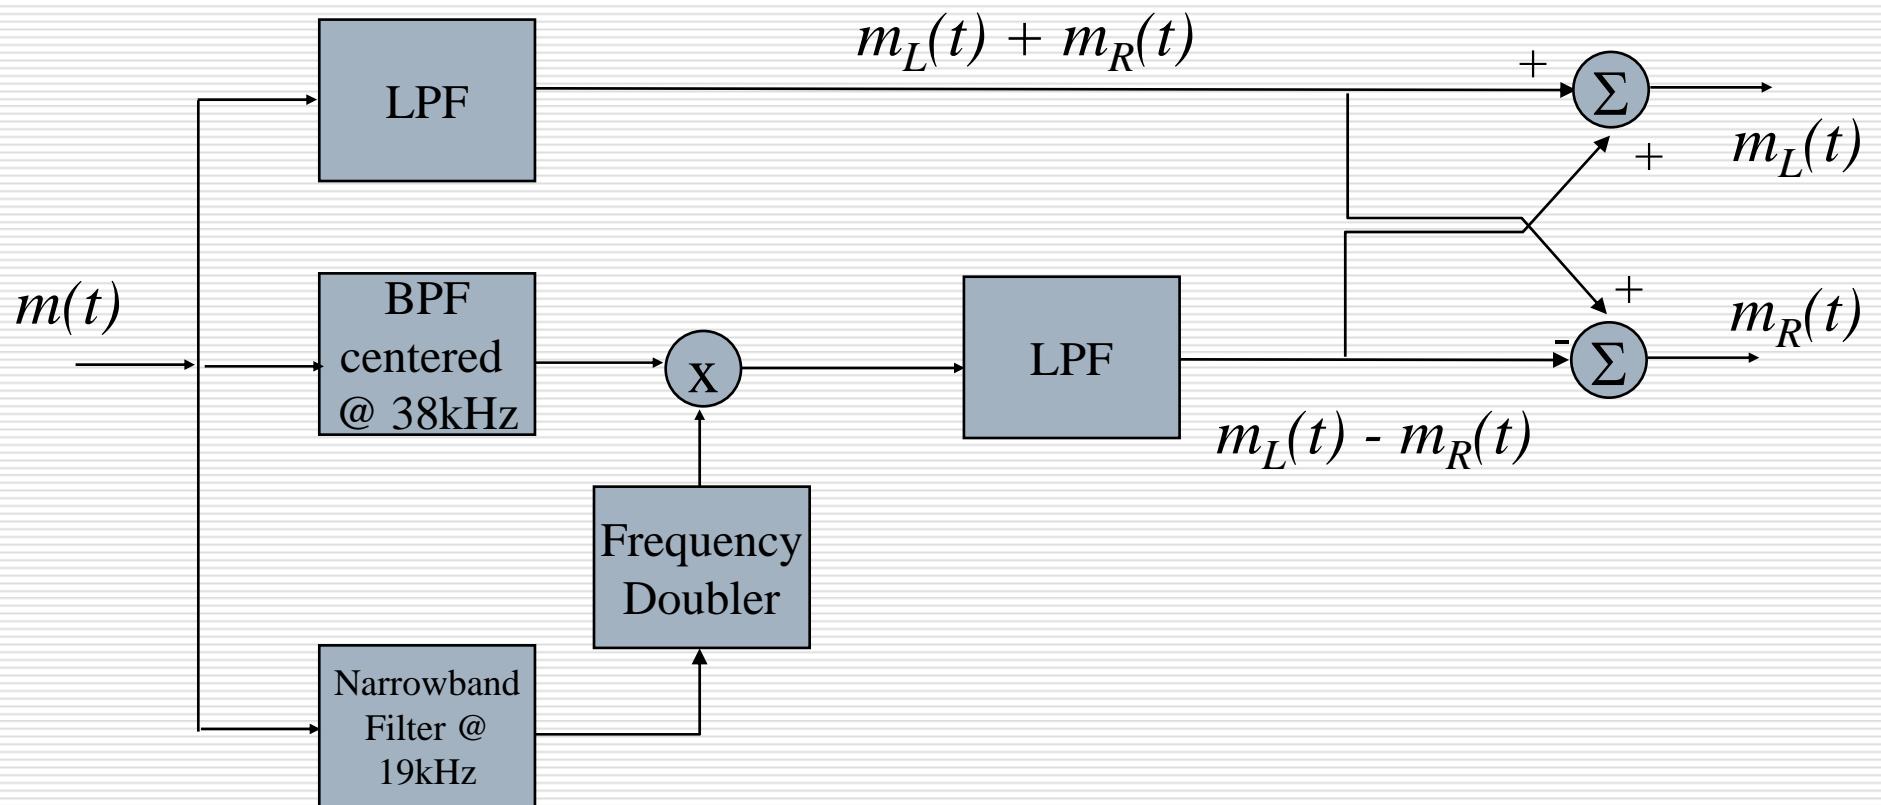 m_L(t) + m_R(t)
+
Σ
LPF
m_L(t)
+
m(t)
BPF
centered
@ 38kHz
x
LPF
+
m_R(t)
-
Σ
m_L(t) - m_R(t)
Frequency
Doubler
Narrowband
Filter @
19kHz